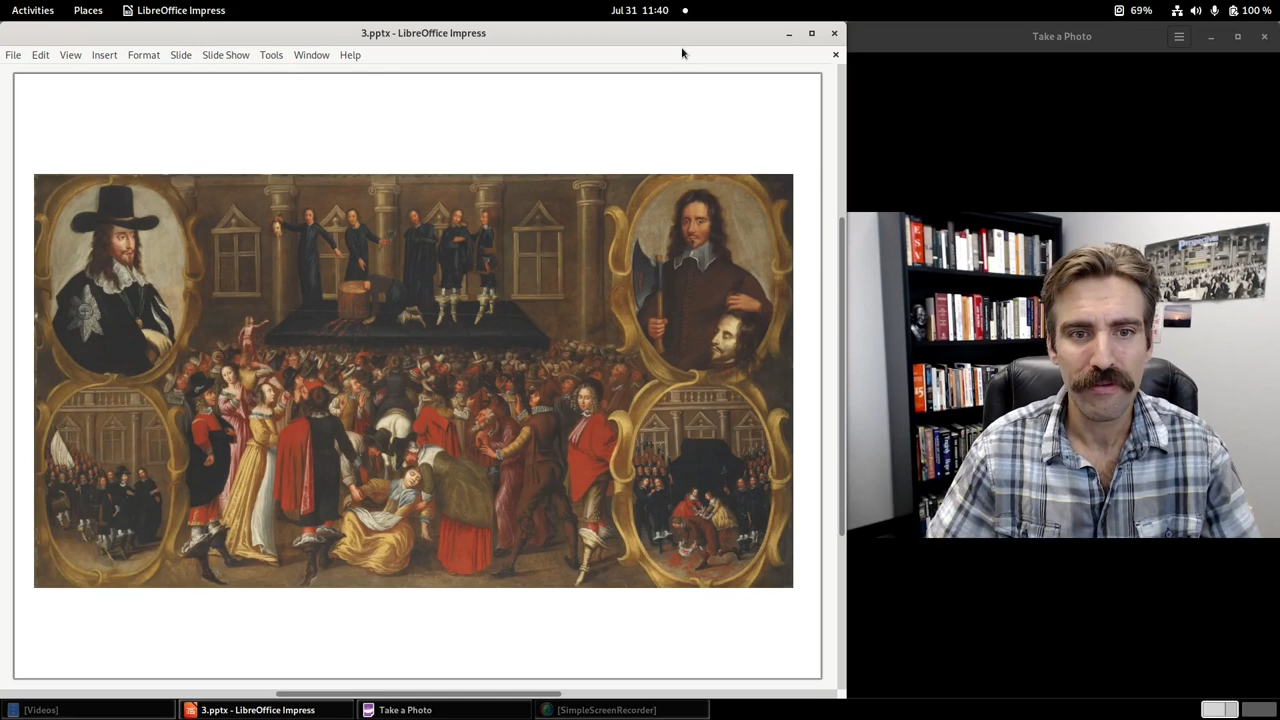 Activities Places LibreOffice Impress Jul 31 11:40 69% 100 %
3.pptx - LibreOffice Impress
Take a Photo
File Edit View Insert Format Slide Slide Show Tools Window Help
[Videos] 3.pptx - LibreOffice Impress Take a Photo [SimpleScreenRecorder]